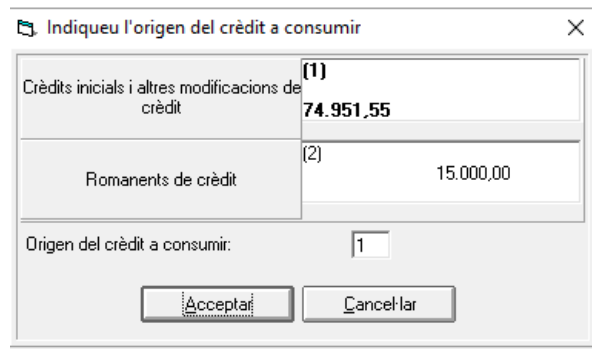 Indiqueu l'origen del crèdit a consumir
Crèdits inicials i altres modificacions de
crèdit
(1)
74.951,55
Romanents de crèdit
(2)
15.000,00
Origen del crèdit a consumir:
1
Acceptar
Cancel·lar